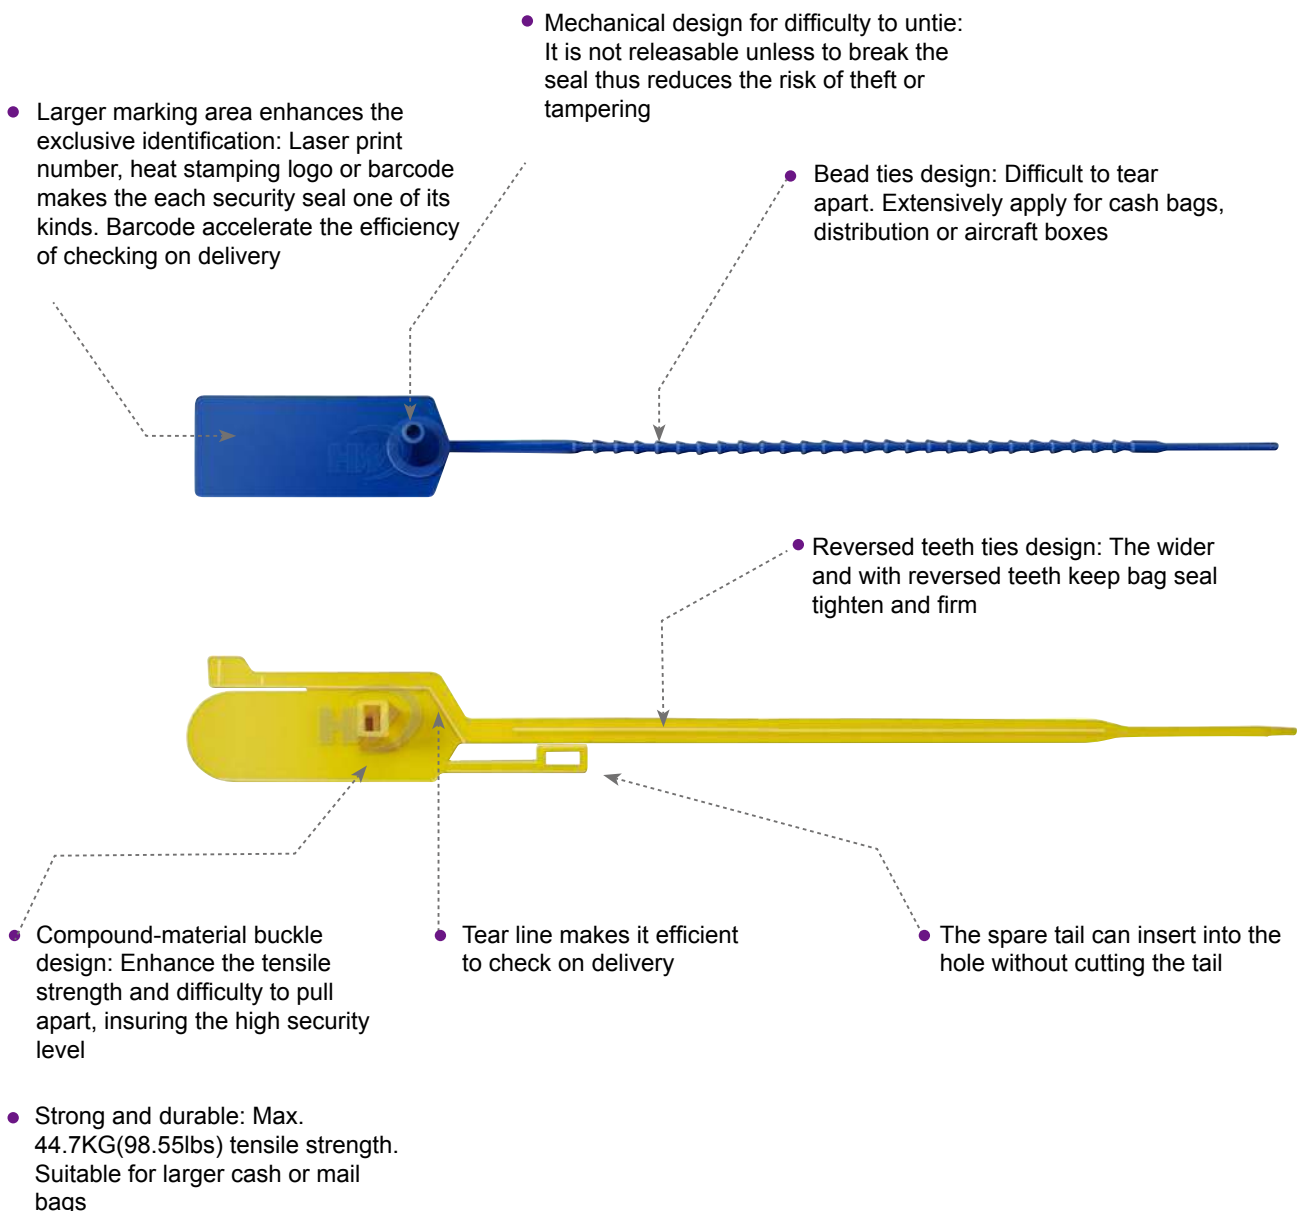 Mechanical design for difficulty to untie:
It is not releasable unless to break the
seal thus reduces the risk of theft or
tampering
Larger marking area enhances the
exclusive identification: Laser print
number, heat stamping logo or barcode
makes the each security seal one of its
kinds. Barcode accelerate the efficiency
of checking on delivery
Bead ties design: Difficult to tear
apart. Extensively apply for cash bags,
distribution or aircraft boxes
Reversed teeth ties design: The wider
and with reversed teeth keep bag seal
tighten and firm
Compound-material buckle
design: Enhance the tensile
strength and difficulty to pull
apart, insuring the high security
level
Tear line makes it efficient
to check on delivery
The spare tail can insert into the
hole without cutting the tail
Strong and durable: Max.
44.7KG(98.55lbs) tensile strength.
Suitable for larger cash or mail
bags